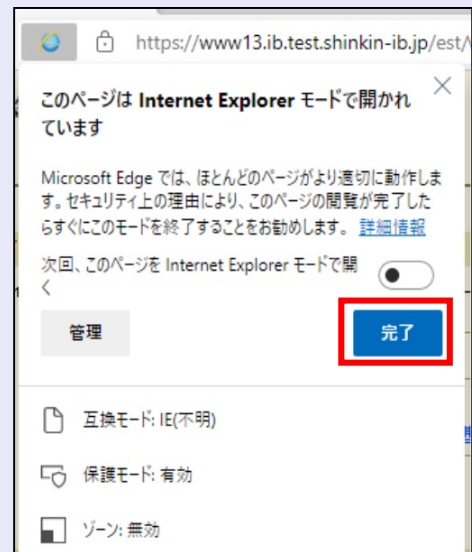 https://www13.ib.test.shinkin-ib.jp/est/
このページは Internet Explorer モードで開かれ
ています
Microsoft Edge では、ほとんどのページがより適切に動作しま
す。セキュリティ上の理由により、このページの閲覧が完了した
らすぐにこのモードを終了することをお勧めします。 詳細情報
次回、このページを Internet Explorer モードで開
く
管理
完了
互換モード: IE(不明)
保護モード: 有効
ゾーン: 無効